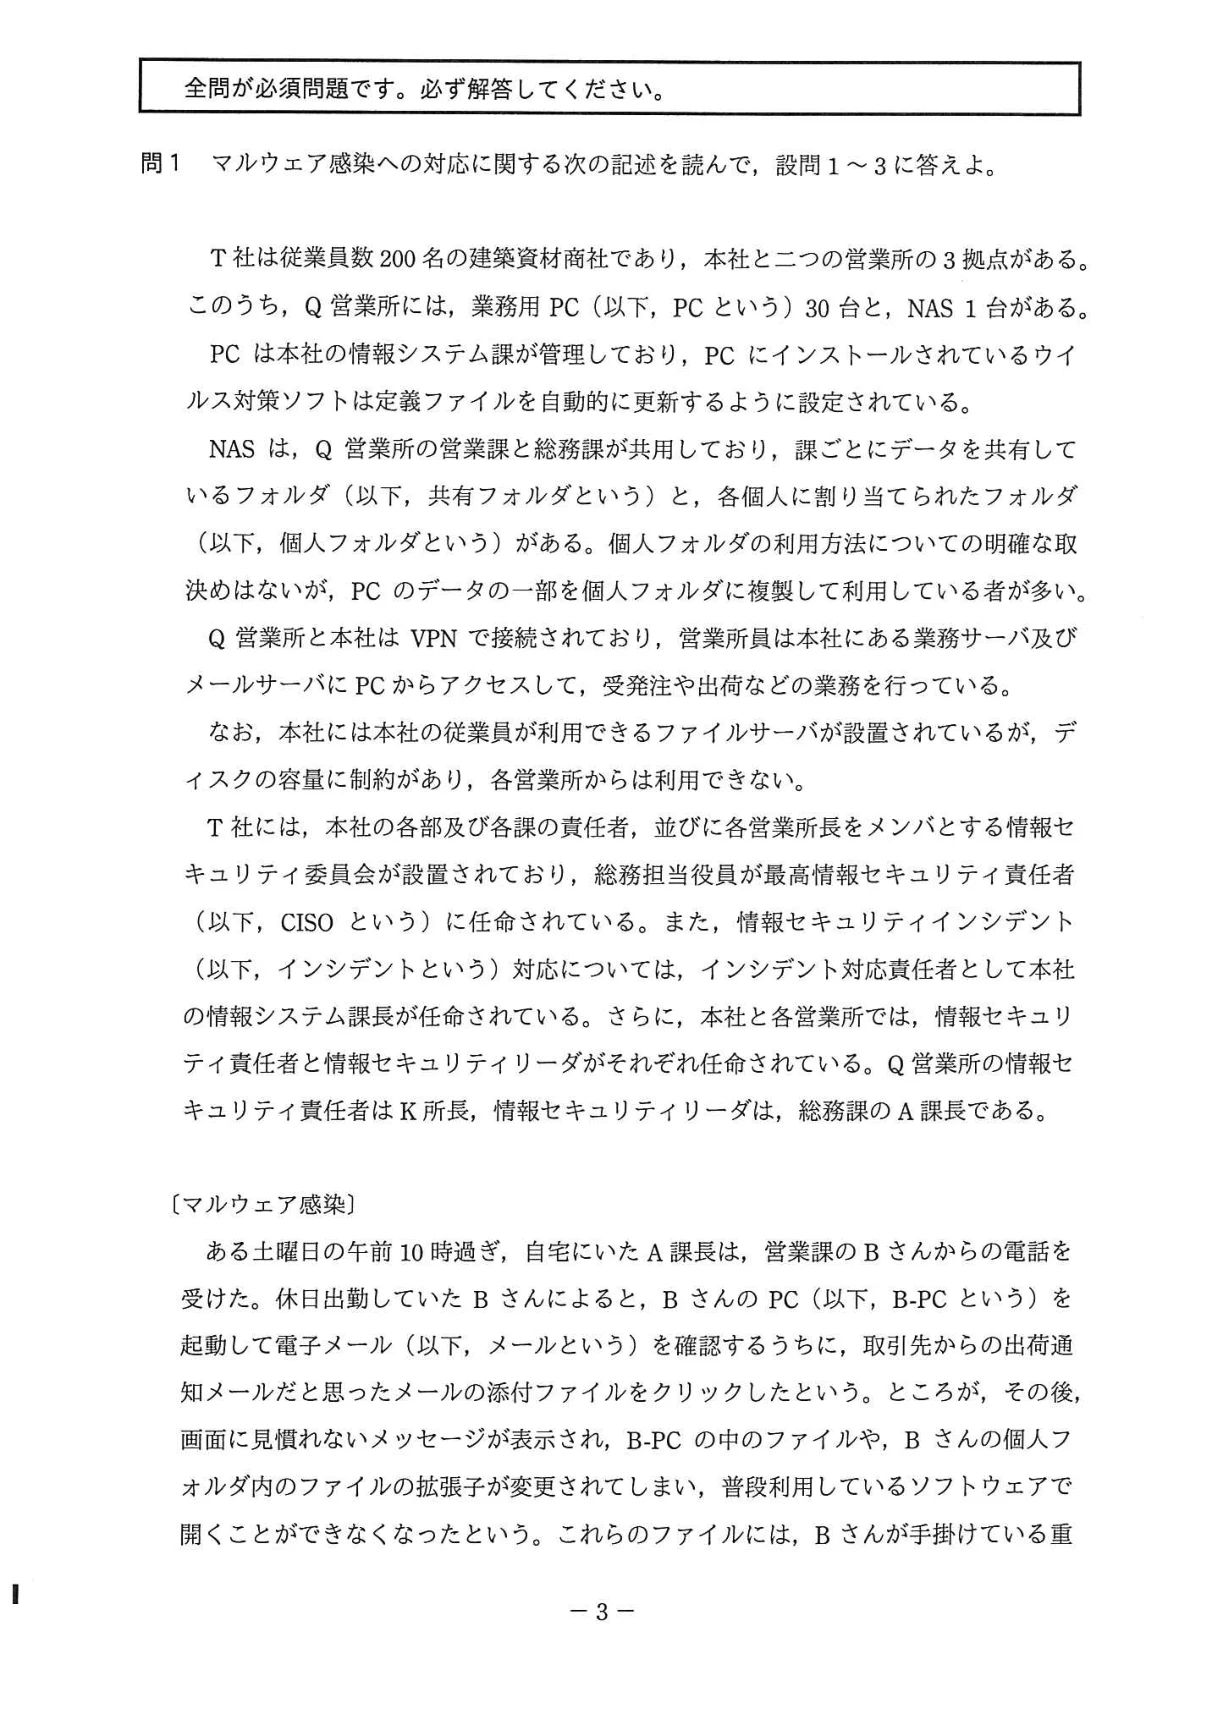 全問が必須問題です。必ず解答してください。
問1 マルウェア感染への対応に関する次の記述を読んで，設問1～3に答えよ。
T社は従業員数200名の建築資材商社であり，本社と二つの営業所の3拠点がある。
このうち，Q営業所には，業務用PC（以下，PCという）30台と，NAS 1台がある。
PCは本社の情報システム課が管理しており，PCにインストールされているウイ
ルス対策ソフトは定義ファイルを自動的に更新するように設定されている。
NASは，Q営業所の営業課と総務課が共用しており，課ごとにデータを共有して
いるフォルダ（以下，共有フォルダという）と，各個人に割り当てられたフォルダ
（以下，個人フォルダという）がある。個人フォルダの利用方法についての明確な取
決めはないが，PCのデータの一部を個人フォルダに複製して利用している者が多い。
Q営業所と本社はVPNで接続されており，営業所員は本社にある業務サーバ及び
メールサーバにPCからアクセスして，受発注や出荷などの業務を行っている。
なお，本社には本社の従業員が利用できるファイルサーバが設置されているが，デ
ィスクの容量に制約があり，各営業所からは利用できない。
T社には，本社の各部及び各課の責任者，並びに各営業所長をメンバとする情報セ
キュリティ委員会が設置されており，総務担当役員が最高情報セキュリティ責任者
（以下，CISOという）に任命されている。また，情報セキュリティインシデント
（以下，インシデントという）対応については，インシデント対応責任者として本社
の情報システム課長が任命されている。さらに，本社と各営業所では，情報セキュリ
ティ責任者と情報セキュリティリーダがそれぞれ任命されている。Q営業所の情報セ
キュリティ責任者はK所長，情報セキュリティリーダは，総務課のA課長である。
〔マルウェア感染〕
ある土曜日の午前10時過ぎ，自宅にいたA課長は，営業課のBさんからの電話を
受けた。休日出勤していたBさんによると，BさんのPC（以下，B-PCという）を
起動して電子メール（以下，メールという）を確認するうちに，取引先からの出荷通
知メールだと思ったメールの添付ファイルをクリックしたという。ところが，その後，
画面に見慣れないメッセージが表示され，B-PCの中のファイルや，Bさんの個人フ
ォルダ内のファイルの拡張子が変更されてしまい，普段利用しているソフトウェアで
開くことができなくなったという。これらのファイルには，Bさんが手掛けている重
－3－